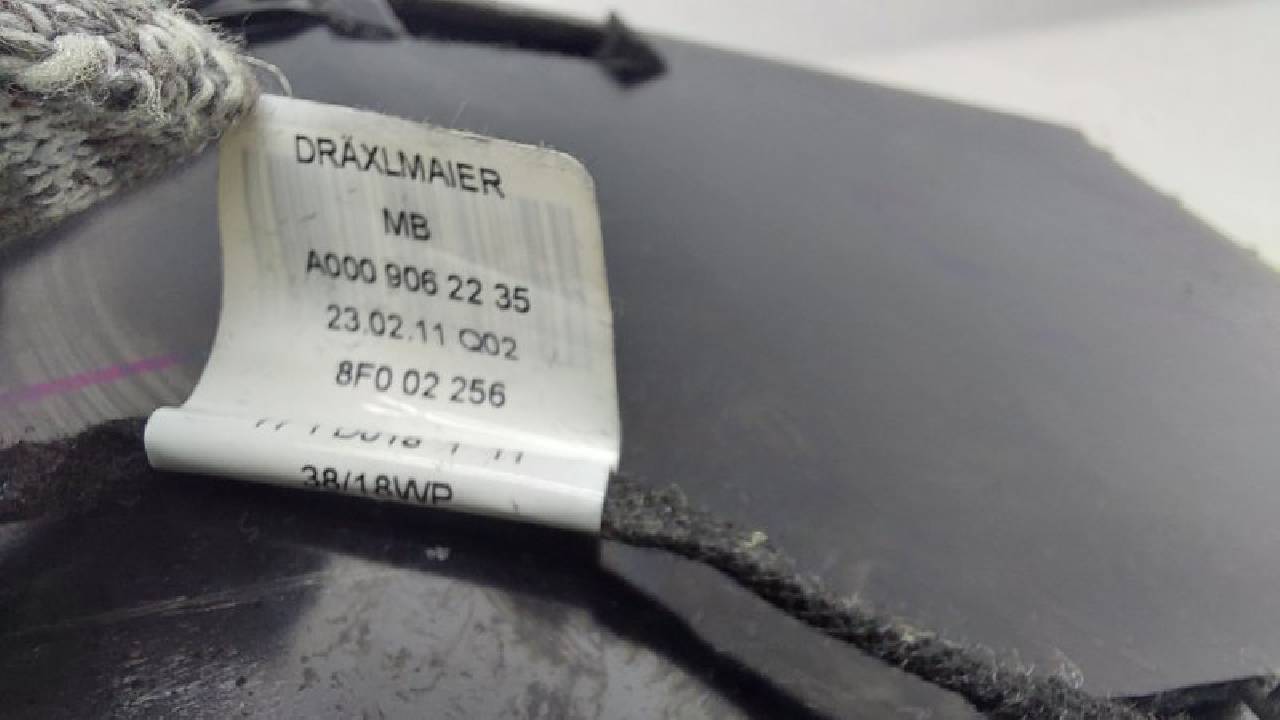 DRÄXLMAIER
MB
A000 906 22 35
23.02.11 Q02
8F0 02 256
38/18WP